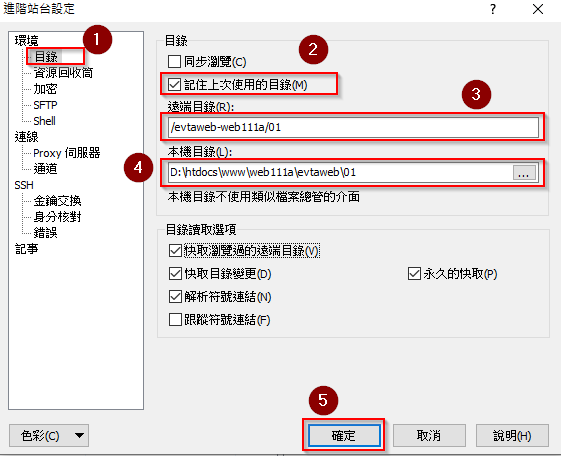 進階站台設定
環境
1
目錄
資源回收筒
加密
SFTP
Shell
連線
Proxy 伺服器
通道
SSH
金鑰交換
身分核對
錯誤
記事
目錄
2
同步瀏覽(C)
記住上次使用的目錄(M)
3
遠端目錄(R):
/evtaweb-web111a/01
4
本機目錄(L):
D:\htdocs\www\web111a\evtaweb\01
...
本機目錄不使用類似檔案總管的介面
目錄讀取選項
快取瀏覽過的遠端目錄(V)
快取目錄變更(D)
永久的快取(P)
解析符號連結(N)
跟蹤符號連結(F)
5
色彩(C)
確定
取消
說明(H)